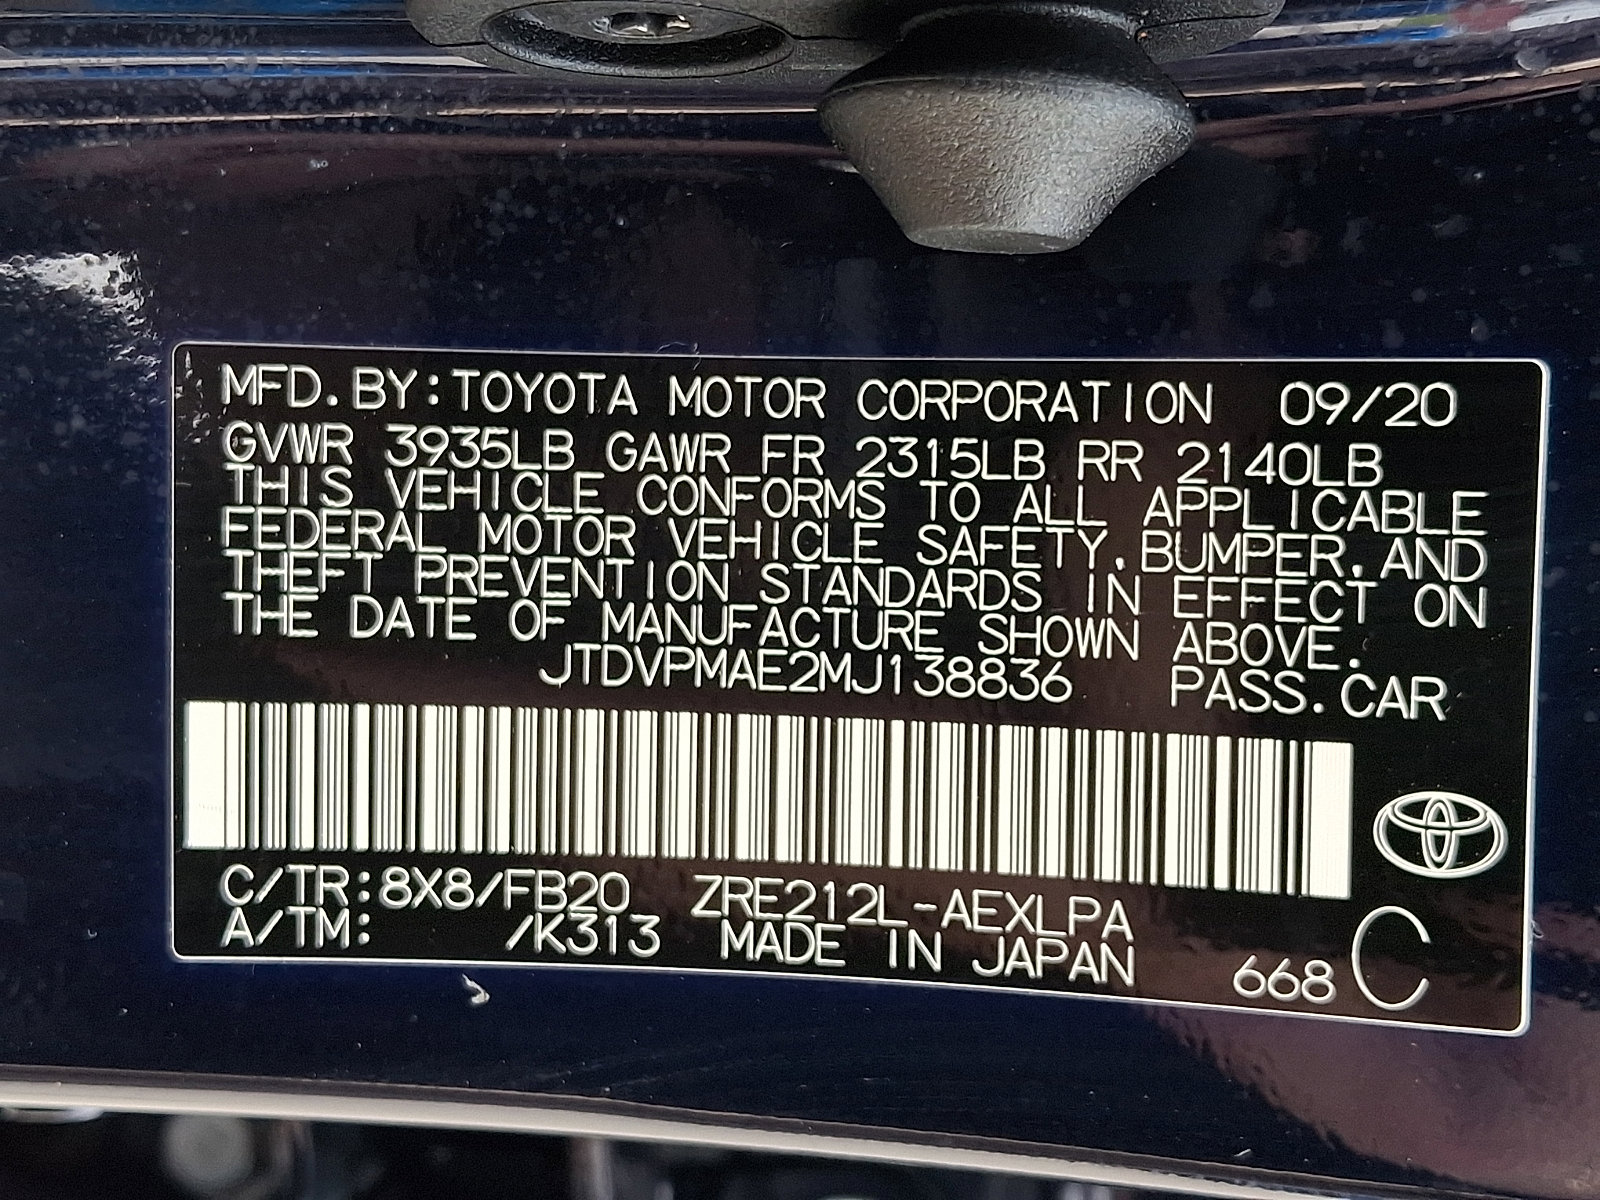 MFD. BY: TOYOTA MOTOR CORPORATION 09/20
GVWR 3935LB GAWR FR 2315LB RR 2140LB
THIS VEHICLE CONFORMS TO ALL APPLICABLE
FEDERAL MOTOR VEHICLE SAFETY, BUMPER, AND
THEFT PREVENTION STANDARDS IN EFFECT ON
THE DATE OF MANUFACTURE SHOWN ABOVE.
JTDVPMAE2MJ138836 PASS. CAR
C/TR: 8X8/FB20 ZRE212L-AEXLPA
A/TM: /K313 MADE IN JAPAN 668 C